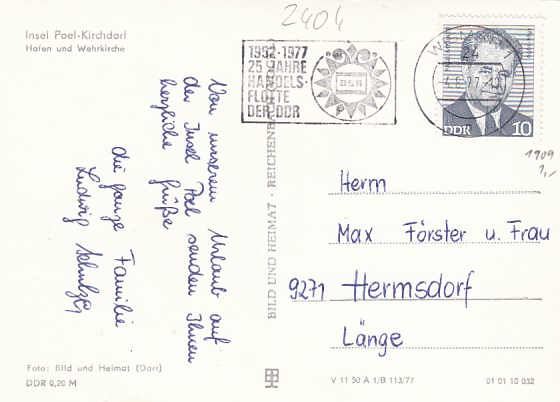 Insel Poel-Kirchdorf
Hafen und Wehrkirche
2404
1952-1977
25 JAHRE
HANDELS-
FLOTTE
DER DDR
DSR
DDR
10
1909
1,-
Von unserem Urlaub auf
der Insel Poel senden Ihnen
herzliche Grüße
die ganze Familie
Ludwig
BILD UND HEIMAT · REICHENBACH
Herrn
Max Förster u. Frau
9271 Hermsdorf
Länge
Foto: Bild und Heimat (Darr)
DDR 0,20 M
V 11 50 A 1/B 113/77
01 01 10 032